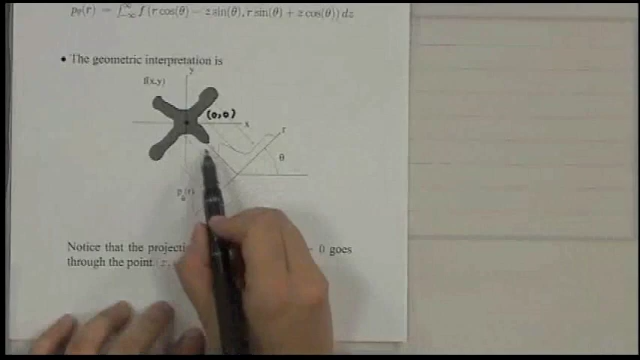 p_θ(r) = ∫_{-∞}^{∞} f (r cos(θ) − z sin(θ), r sin(θ) + z cos(θ)) dz
• The geometric interpretation is
y
f(x,y)
(0,0)
x
r
θ
p_θ(r)
Notice that the 0 goes
through the point